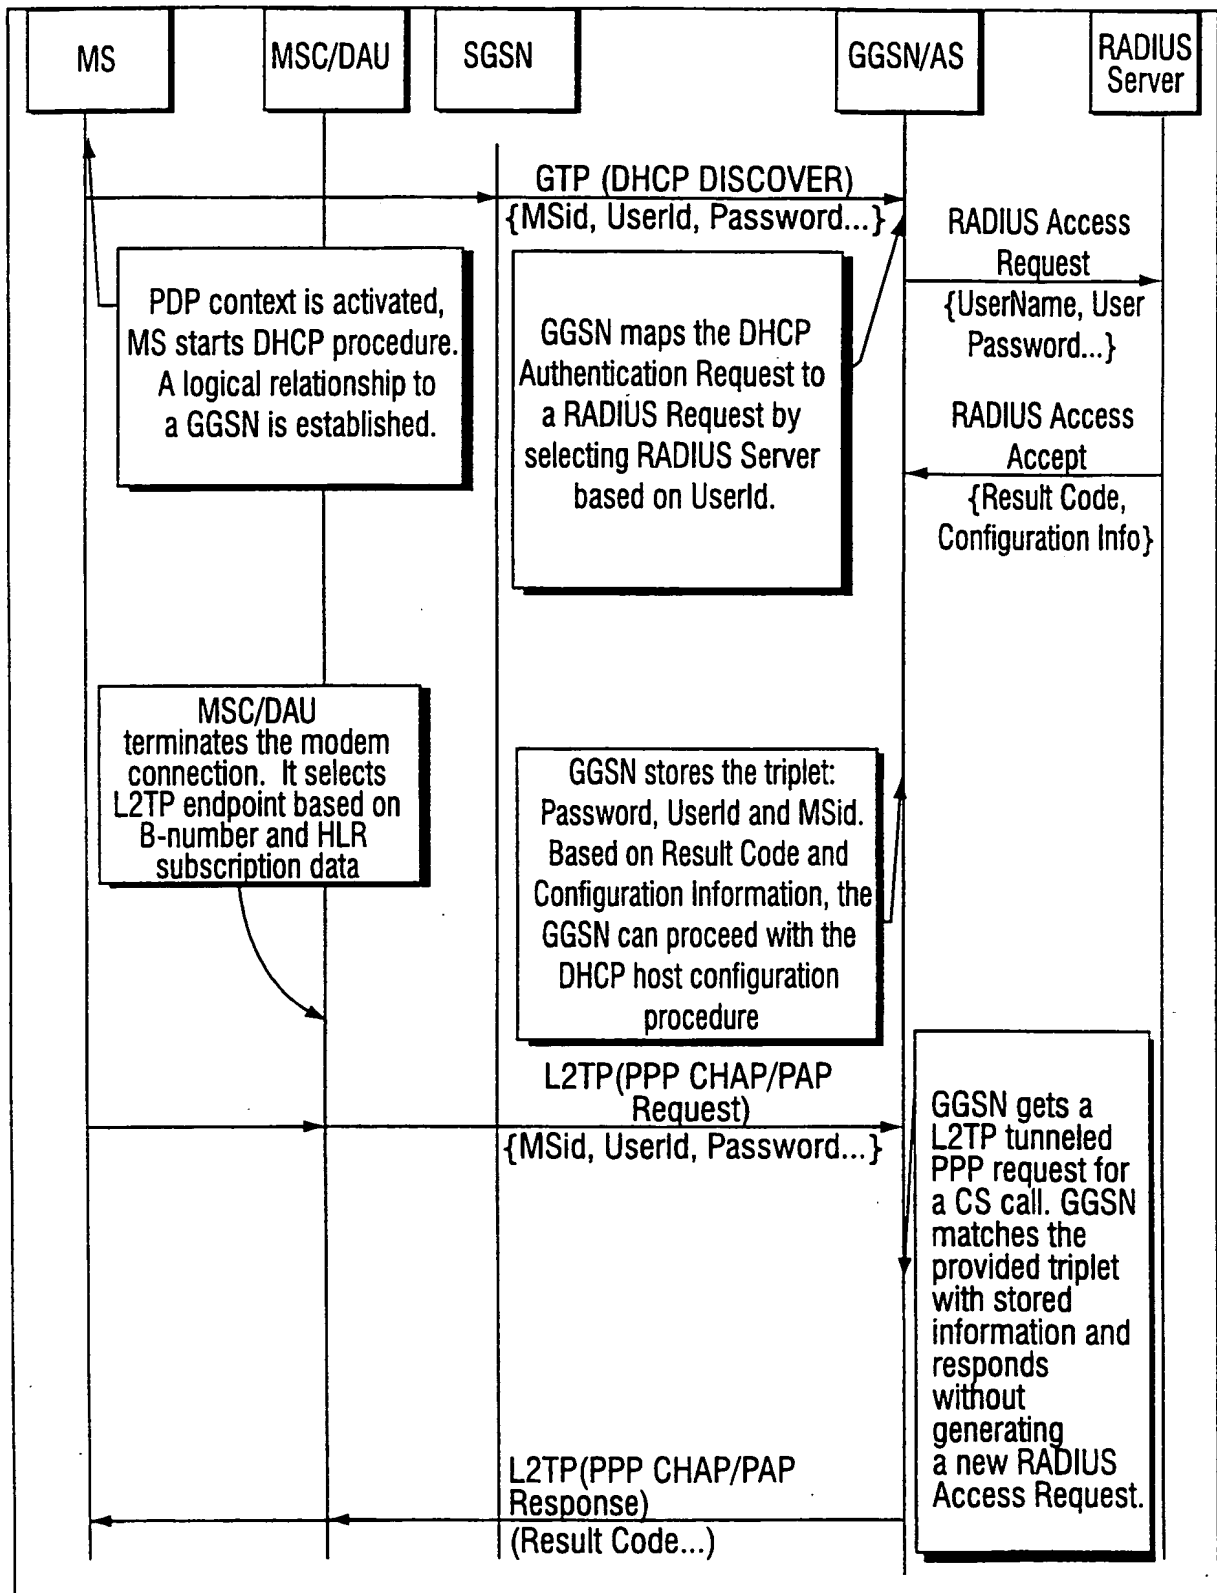 MS
MSC/DAU
SGSN
GGSN/AS
RADIUS
Server
GTP (DHCP DISCOVER)
{MSid, UserId, Password...}
RADIUS Access
Request
{UserName, User
Password...}
PDP context is activated,
MS starts DHCP procedure.
A logical relationship to
a GGSN is established.
GGSN maps the DHCP
Authentication Request to
a RADIUS Request by
selecting RADIUS Server
based on UserId.
RADIUS Access
Accept
{Result Code,
Configuration Info}
MSC/DAU
terminates the modem
connection. It selects
L2TP endpoint based on
B-number and HLR
subscription data
GGSN stores the triplet:
Password, UserId and MSid.
Based on Result Code and
Configuration Information, the
GGSN can proceed with the
DHCP host configuration
procedure
L2TP(PPP CHAP/PAP
Request)
{MSid, UserId, Password...}
GGSN gets a
L2TP tunneled
PPP request for
a CS call. GGSN
matches the
provided triplet
with stored
information and
responds
without
generating
a new RADIUS
Access Request.
L2TP(PPP CHAP/PAP
Response)
(Result Code...)